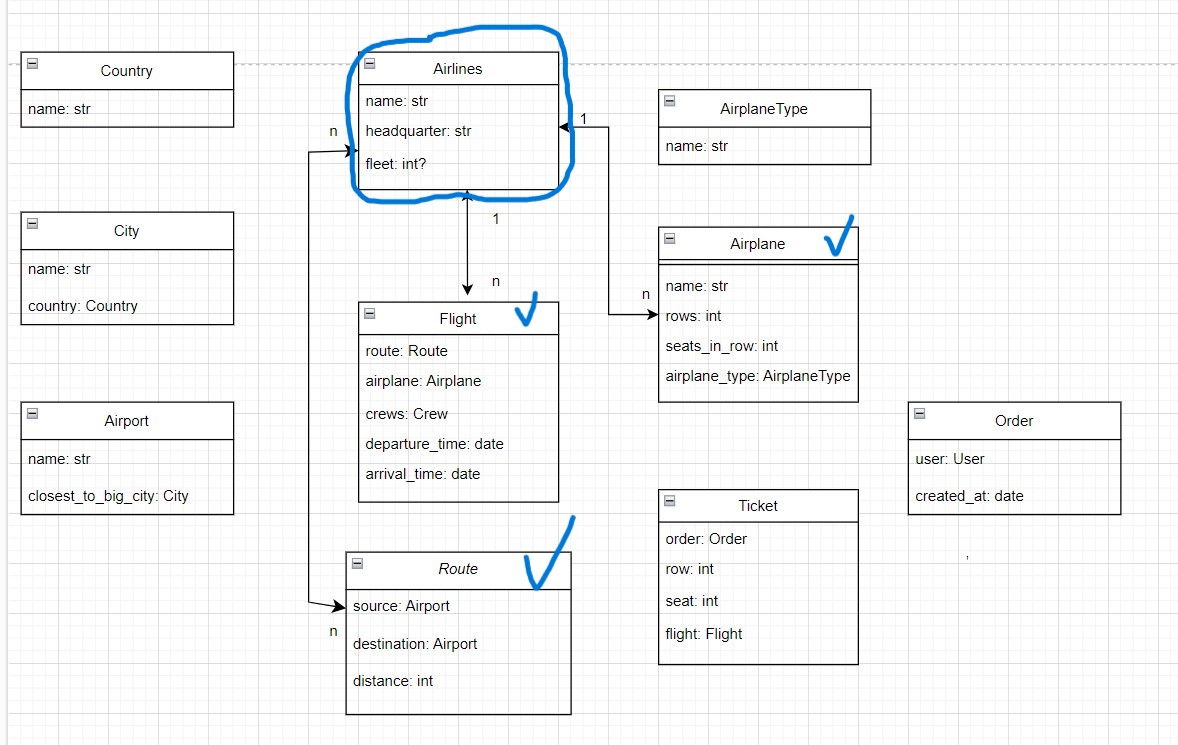 Country
name: str
City
name: str
country: Country
Airport
name: str
closest_to_big_city: City
Airlines
name: str
headquarter: str
fleet: int?
n
1
1
n
n
n
Flight
route: Route
airplane: Airplane
crews: Crew
departure_time: date
arrival_time: date
Route
source: Airport
destination: Airport
distance: int
AirplaneType
name: str
Airplane
name: str
rows: int
seats_in_row: int
airplane_type: AirplaneType
Ticket
order: Order
row: int
seat: int
flight: Flight
Order
user: User
created_at: date
,